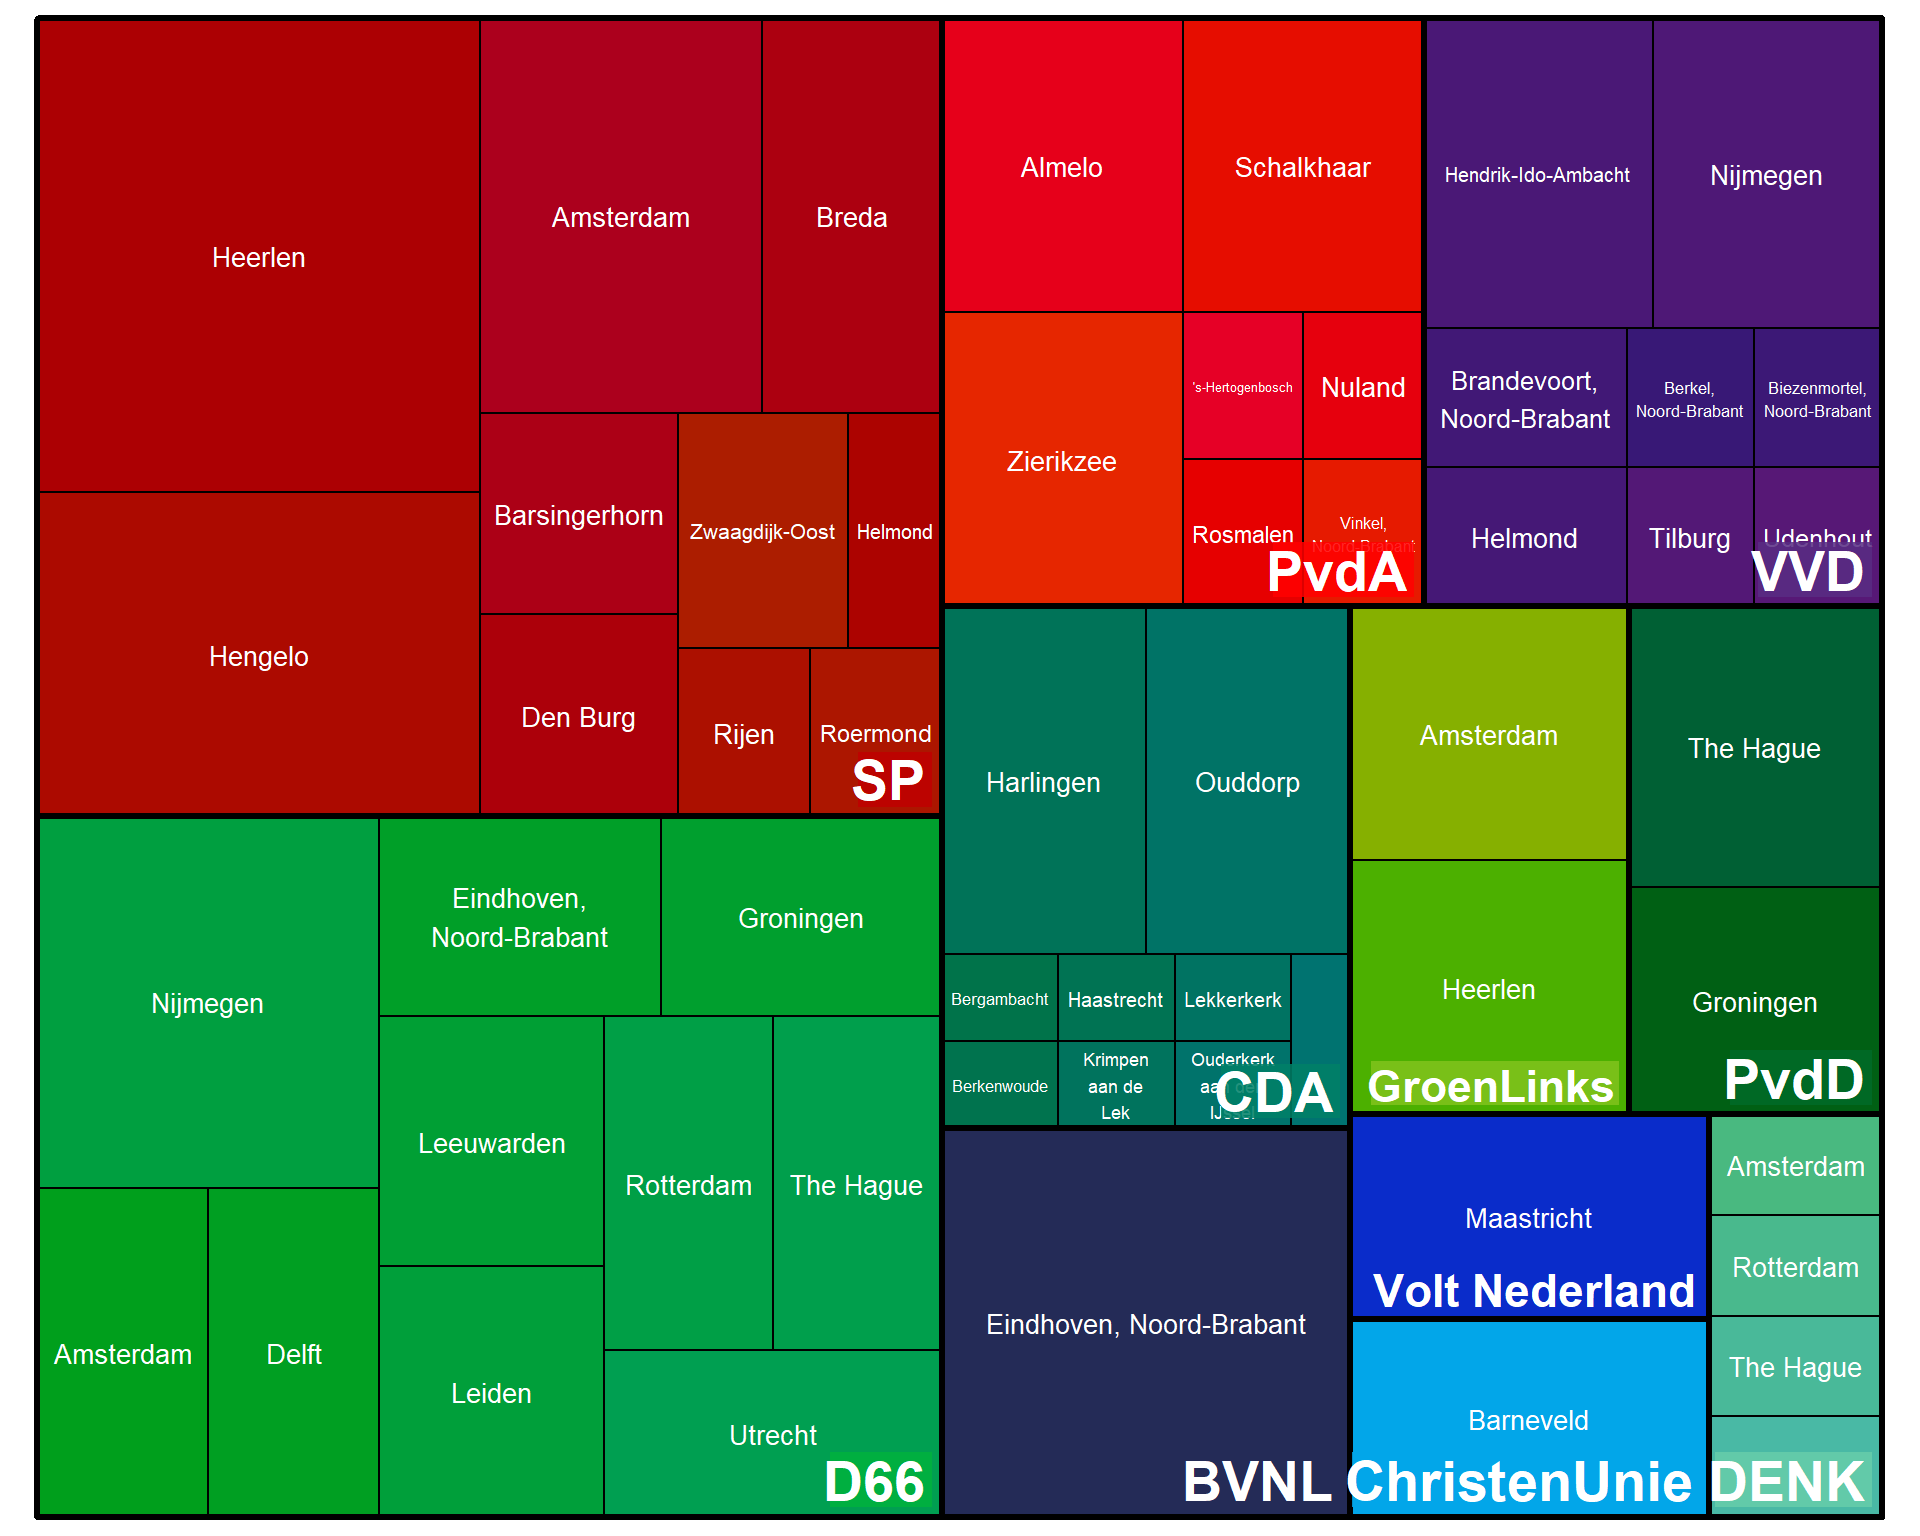 Heerlen
Amsterdam
Breda
Hengelo
Barsingerhorn
Zwaagdijk-Oost
Helmond
Den Burg
Rijen
Roermond
SP
Almelo
Schalkhaar
Zierikzee
's-Hertogenbosch
Nuland
Rosmalen
Vinkel,
Noord-Brabant
PvdA
Hendrik-Ido-Ambacht
Nijmegen
Brandevoort,
Noord-Brabant
Berkel,
Noord-Brabant
Biezenmortel,
Noord-Brabant
Helmond
Tilburg
Udenhout
VVD
Nijmegen
Eindhoven,
Noord-Brabant
Groningen
Leeuwarden
Rotterdam
The Hague
Amsterdam
Delft
Leiden
Utrecht
D66
Harlingen
Ouddorp
Bergambacht
Haastrecht
Lekkerkerk
Berkenwoude
Krimpen
aan de
Lek
Ouderkerk
aan den
IJssel
CDA
Amsterdam
Heerlen
GroenLinks
The Hague
Groningen
PvdD
Eindhoven, Noord-Brabant
BVNL
Maastricht
Volt Nederland
Barneveld
ChristenUnie
Amsterdam
Rotterdam
The Hague
DENK